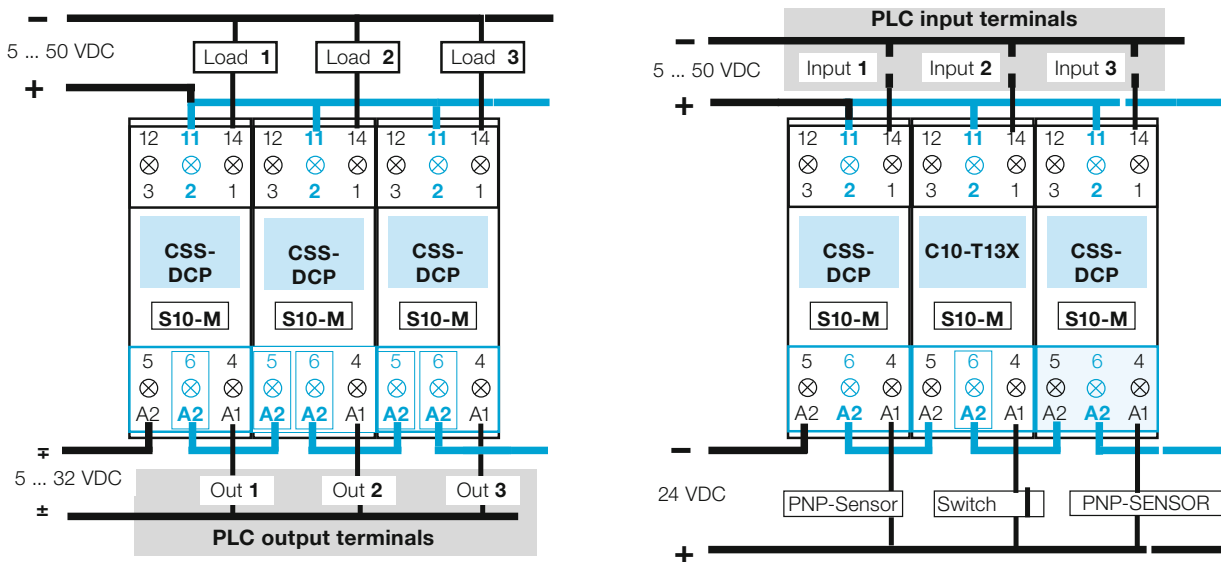 −
5 ... 50 VDC
+
Load 1 Load 2 Load 3
12 11 14 12 11 14 12 11 14
3 2 1 3 2 1 3 2 1
CSS-
DCP
CSS-
DCP
CSS-
DCP
S10-M S10-M S10-M
5 6 4 5 6 4 5 6 4
A2 A2 A1 A2 A2 A1 A2 A2 A1
∓
5 ... 32 VDC
±
Out 1 Out 2 Out 3
PLC output terminals
PLC input terminals
−
5 ... 50 VDC
+
Input 1 Input 2 Input 3
12 11 14 12 11 14 12 11 14
3 2 1 3 2 1 3 2 1
CSS-
DCP
C10-T13X
CSS-
DCP
S10-M S10-M S10-M
5 6 4 5 6 4 5 6 4
A2 A2 A1 A2 A2 A1 A2 A2 A1
−
24 VDC
+
PNP-Sensor Switch PNP-SENSOR